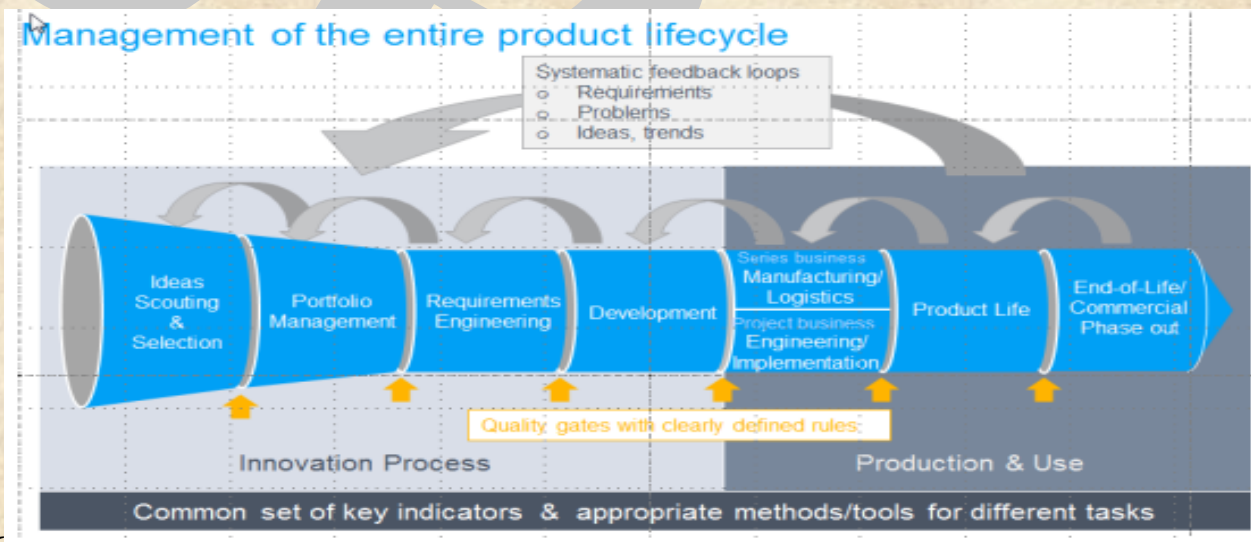 Management of the entire product lifecycle
Systematic feedback loops
o Requirements
o Problems
o Ideas, trends
Ideas
Scouting
&
Selection
Portfolio
Management
Requirements
Engineering
Development
Series business
Manufacturing/
Logistics
Project business
Engineering/
Implementation
Product Life
End-of-Life/
Commercial
Phase out
Quality gates with clearly defined rules
Innovation Process
Production & Use
Common set of key indicators & appropriate methods/tools for different tasks